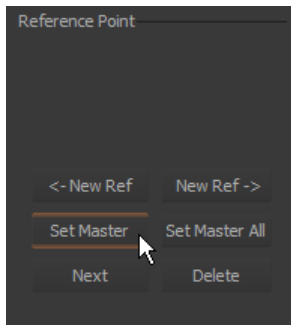 Reference Point
<- New Ref New Ref ->
Set Master Set Master All
Next Delete